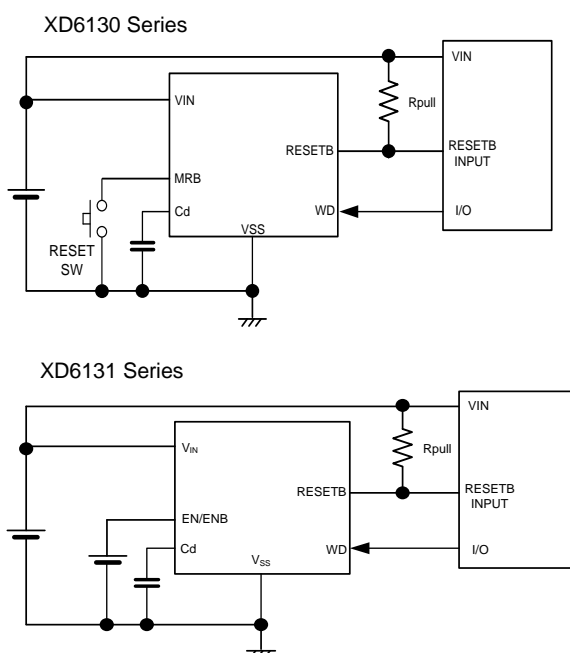 XD6130 Series
VIN
VIN
Rpull
RESETB
RESETB
INPUT
MRB
Cd
WD
I/O
VSS
RESET
SW
XD6131 Series
VIN
VIN
Rpull
RESETB
RESETB
INPUT
EN/ENB
Cd
WD
I/O
VSS